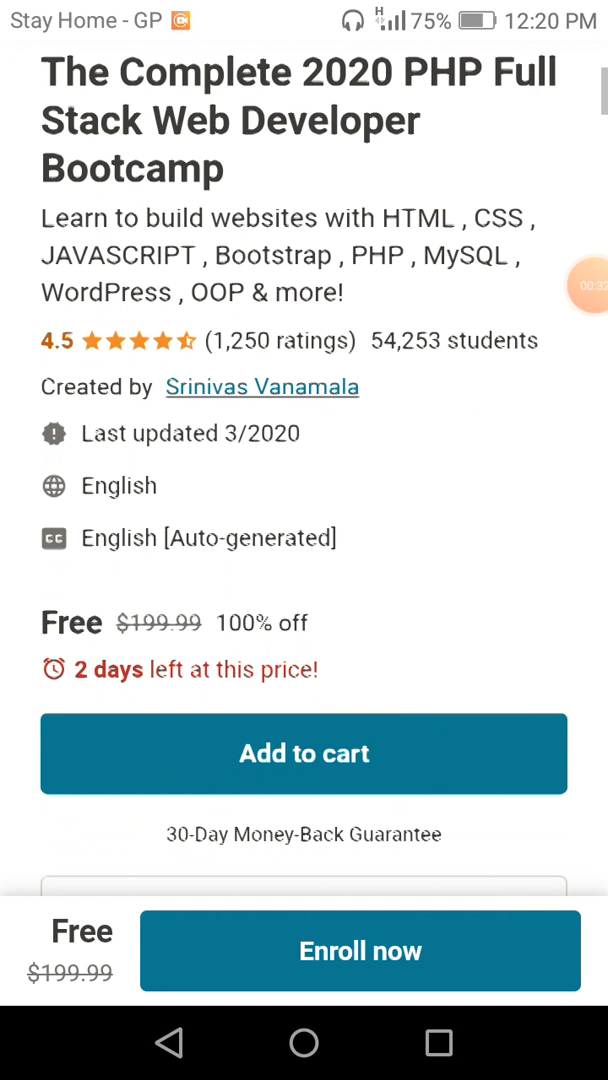 Stay Home - GP H 75% 12:20 PM
The Complete 2020 PHP Full
Stack Web Developer
Bootcamp
Learn to build websites with HTML , CSS ,
JAVASCRIPT , Bootstrap , PHP , MySQL ,
WordPress , OOP & more!
00:32
4.5 (1,250 ratings) 54,253 students
Created by Srinivas Vanamala
Last updated 3/2020
English
CC English [Auto-generated]
Free $199.99 100% off
2 days left at this price!
Add to cart
30-Day Money-Back Guarantee
Free
Enroll now
$199.99